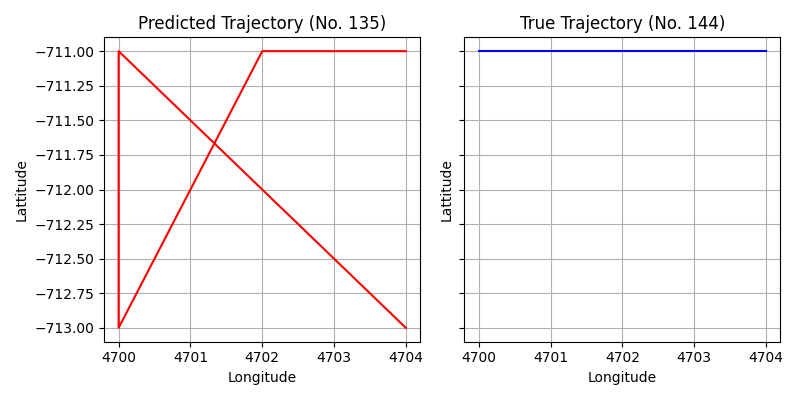 Predicted Trajectory (No. 135)
−711.00
−711.25
−711.50
−711.75
−712.00
−712.25
−712.50
−712.75
−713.00
Lattitude
4700 4701 4702 4703 4704
Longitude
True Trajectory (No. 144)
Lattitude
4700 4701 4702 4703 4704
Longitude